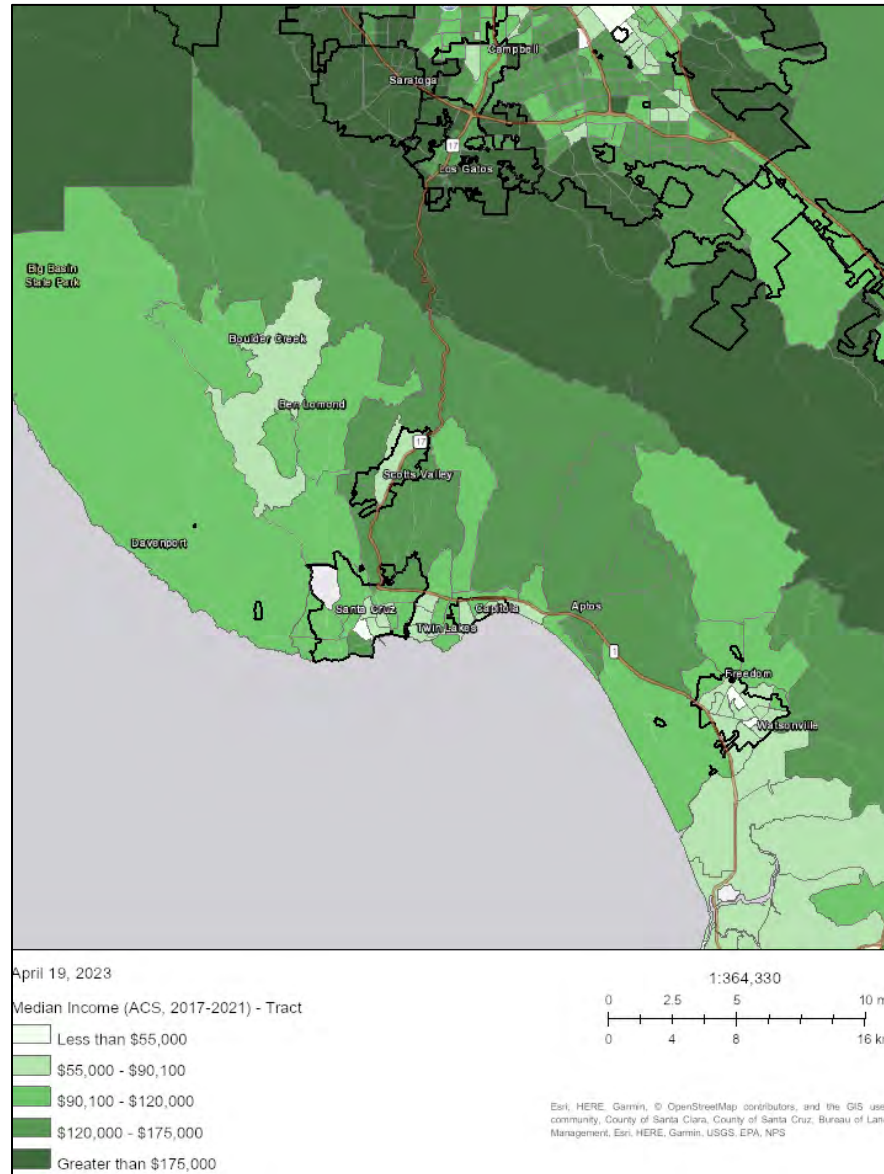 Campbell
Saratoga
17
Los Gatos
Big Basin
State Park
Boulder Creek
Ben Lomond
17
Scotts Valley
Davenport
Santa Cruz
Capitola
Aptos
Twin Lakes
1
Freedom
Watsonville
April 19, 2023
1:364,330
Median Income (ACS, 2017-2021) - Tract
0 2.5 5 10 m
0 4 8 16 k
Less than $55,000
$55,000 - $90,100
$90,100 - $120,000
$120,000 - $175,000
Greater than $175,000
Esri, HERE, Garmin, © OpenStreetMap contributors, and the GIS use
community, County of Santa Clara, County of Santa Cruz, Bureau of Lan
Management, Esri, HERE, Garmin, USGS, EPA, NPS